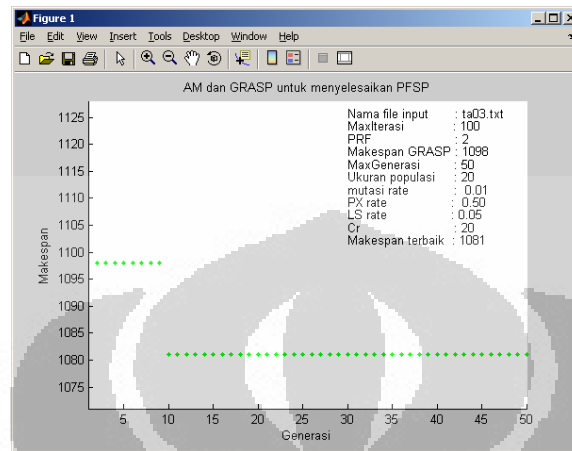 Figure 1
File Edit View Insert Tools Desktop Window Help
AM dan GRASP untuk menyelesaikan PFSP
Nama file input : ta03.txt
MaxIterasi : 100
PRF : 2
Makespan GRASP : 1098
MaxGenerasi : 50
Ukuran populasi : 20
mutasi rate : 0.01
PX rate : 0.50
LS rate : 0.05
Cr : 20
Makespan terbaik : 1081
Makespan
1125
1120
1115
1110
1105
1100
1095
1090
1085
1080
1075
5 10 15 20 25 30 35 40 45 50
Generasi